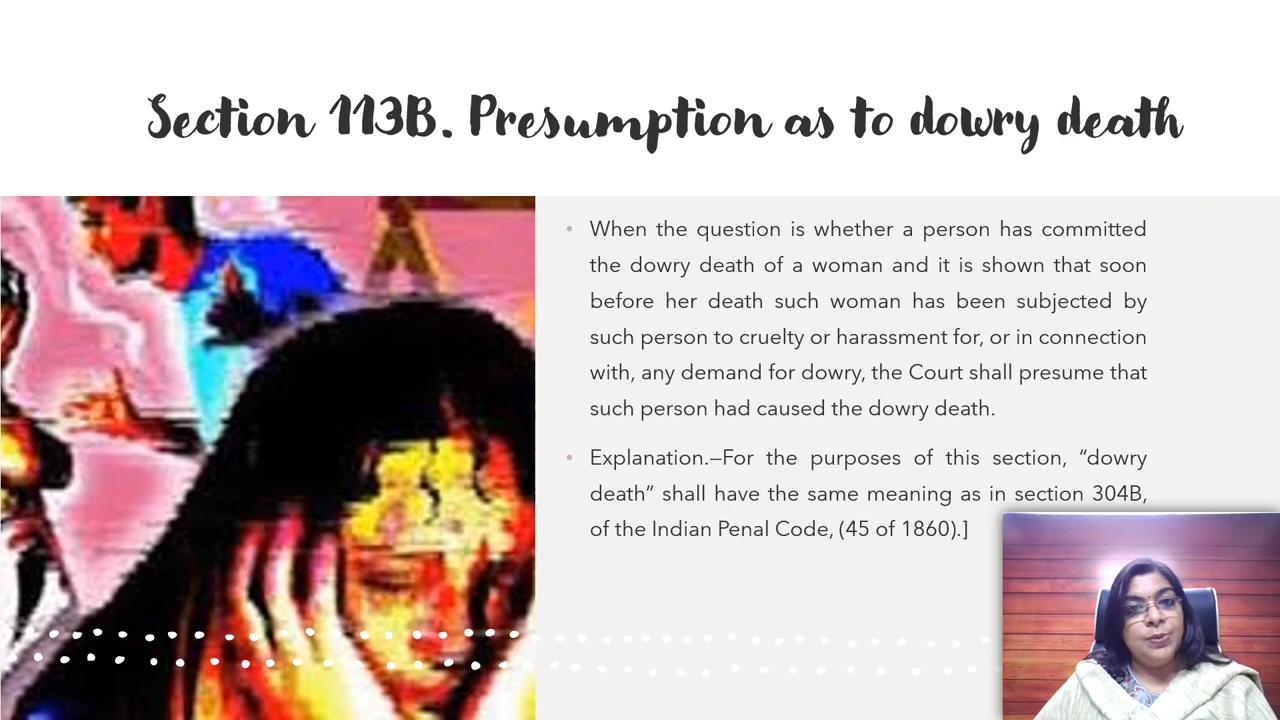 Section 113B. Presumption as to dowry death
• When the question is whether a person has committed
the dowry death of a woman and it is shown that soon
before her death such woman has been subjected by
such person to cruelty or harassment for, or in connection
with, any demand for dowry, the Court shall presume that
such person had caused the dowry death.
• Explanation.–For the purposes of this section, “dowry
death” shall have the same meaning as in section 304B,
of the Indian Penal Code, (45 of 1860).]